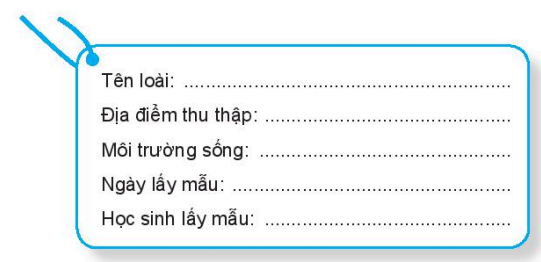 Tên loài: ............................................................
Địa điểm thu thập: .............................................
Môi trường sống: ..............................................
Ngày lấy mẫu: ...................................................
Học sinh lấy mẫu: .............................................